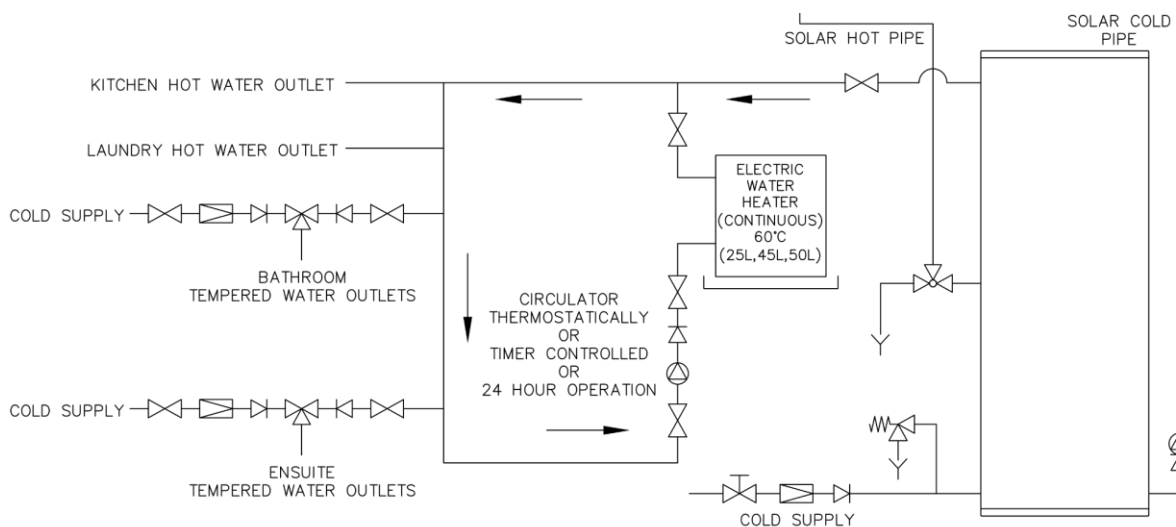 SOLAR COLD
PIPE
SOLAR HOT PIPE
KITCHEN HOT WATER OUTLET
LAUNDRY HOT WATER OUTLET
ELECTRIC
WATER
HEATER
(CONTINUOUS)
60°C
(25L,45L,50L)
COLD SUPPLY
BATHROOM
TEMPERED WATER OUTLETS
CIRCULATOR
THERMOSTATICALLY
OR
TIMER CONTROLLED
OR
24 HOUR OPERATION
COLD SUPPLY
ENSUITE
TEMPERED WATER OUTLETS
COLD SUPPLY